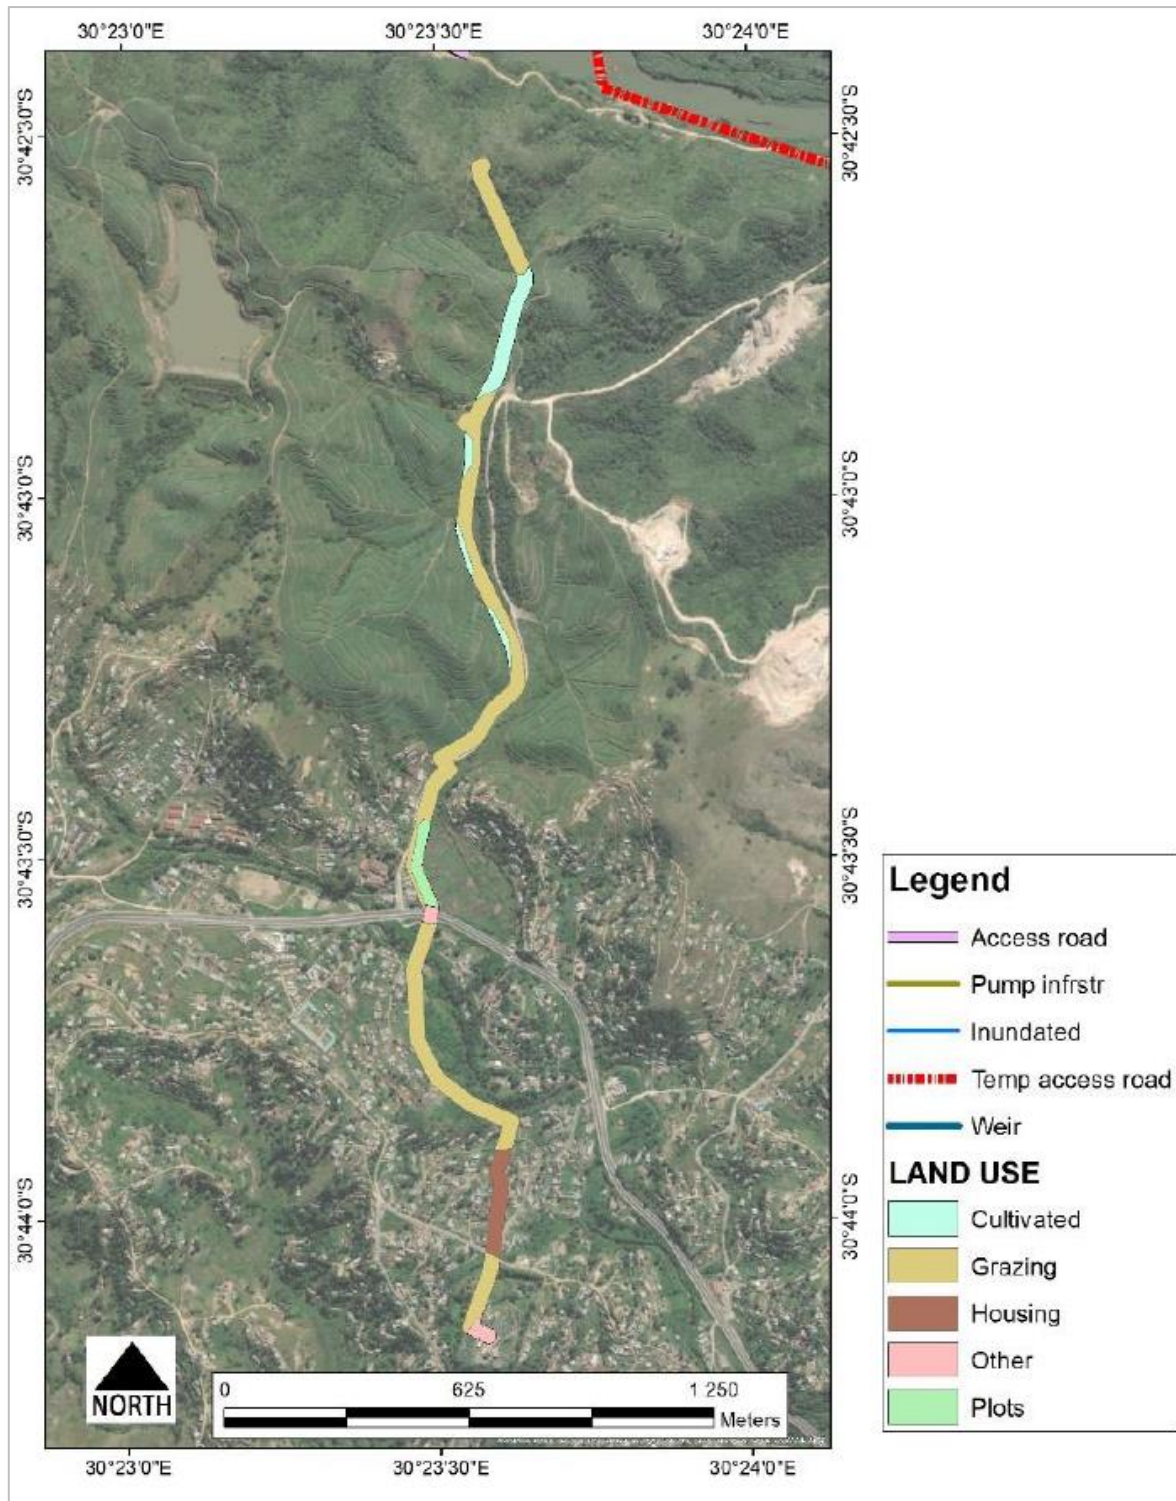 30°23'0"E 30°23'30"E 30°24'0"E
30°42'30"S
30°42'30"S
30°43'0"S
30°43'0"S
30°43'30"S
30°43'30"S
30°44'0"S
30°44'0"S
Legend
Access road
Pump infrstr
Inundated
Temp access road
Weir
LAND USE
Cultivated
Grazing
Housing
Other
Plots
NORTH
0 625 1 250
Meters
30°23'0"E 30°23'30"E 30°24'0"E